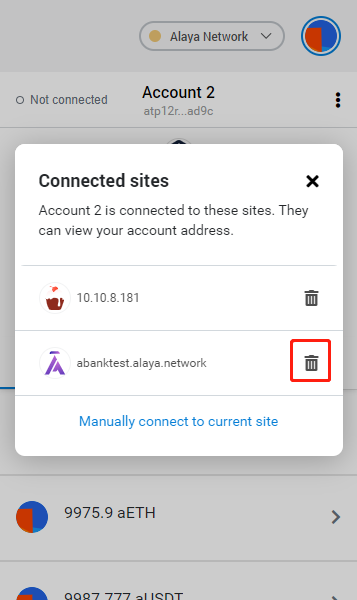 Alaya Network
Not connected
Account 2
atp12r...ad9c
Connected sites
Account 2 is connected to these sites. They
can view your account address.
10.10.8.181
abanktest.alaya.network
Manually connect to current site
9975.9 aETH
9987.777 aUSDT